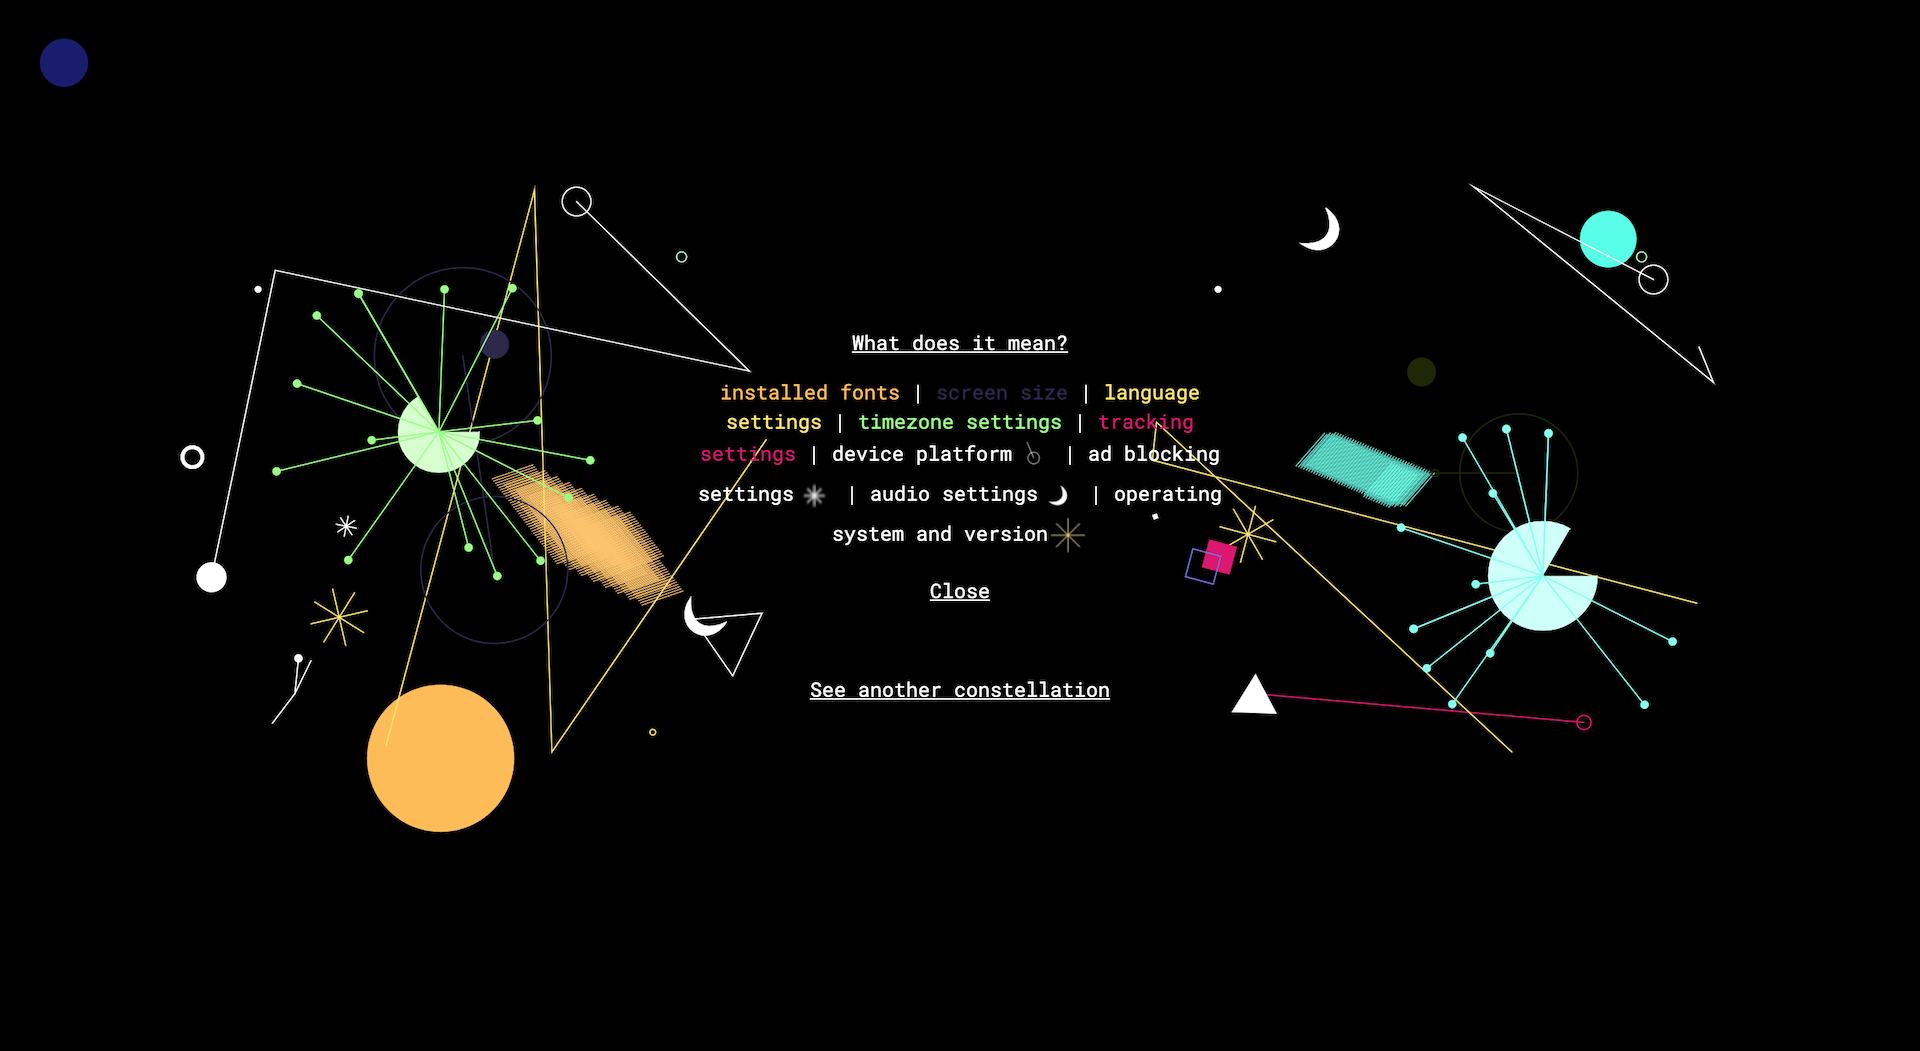 What does it mean?
installed fonts | screen size | language
settings | timezone settings | tracking
settings | device platform | ad blocking
settings | audio settings | operating
system and version
Close
See another constellation